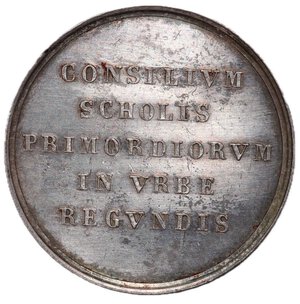 CONSILIVM
SCHOLIS
PRIMORDIORVM
IN VRBE
REGVNDIS